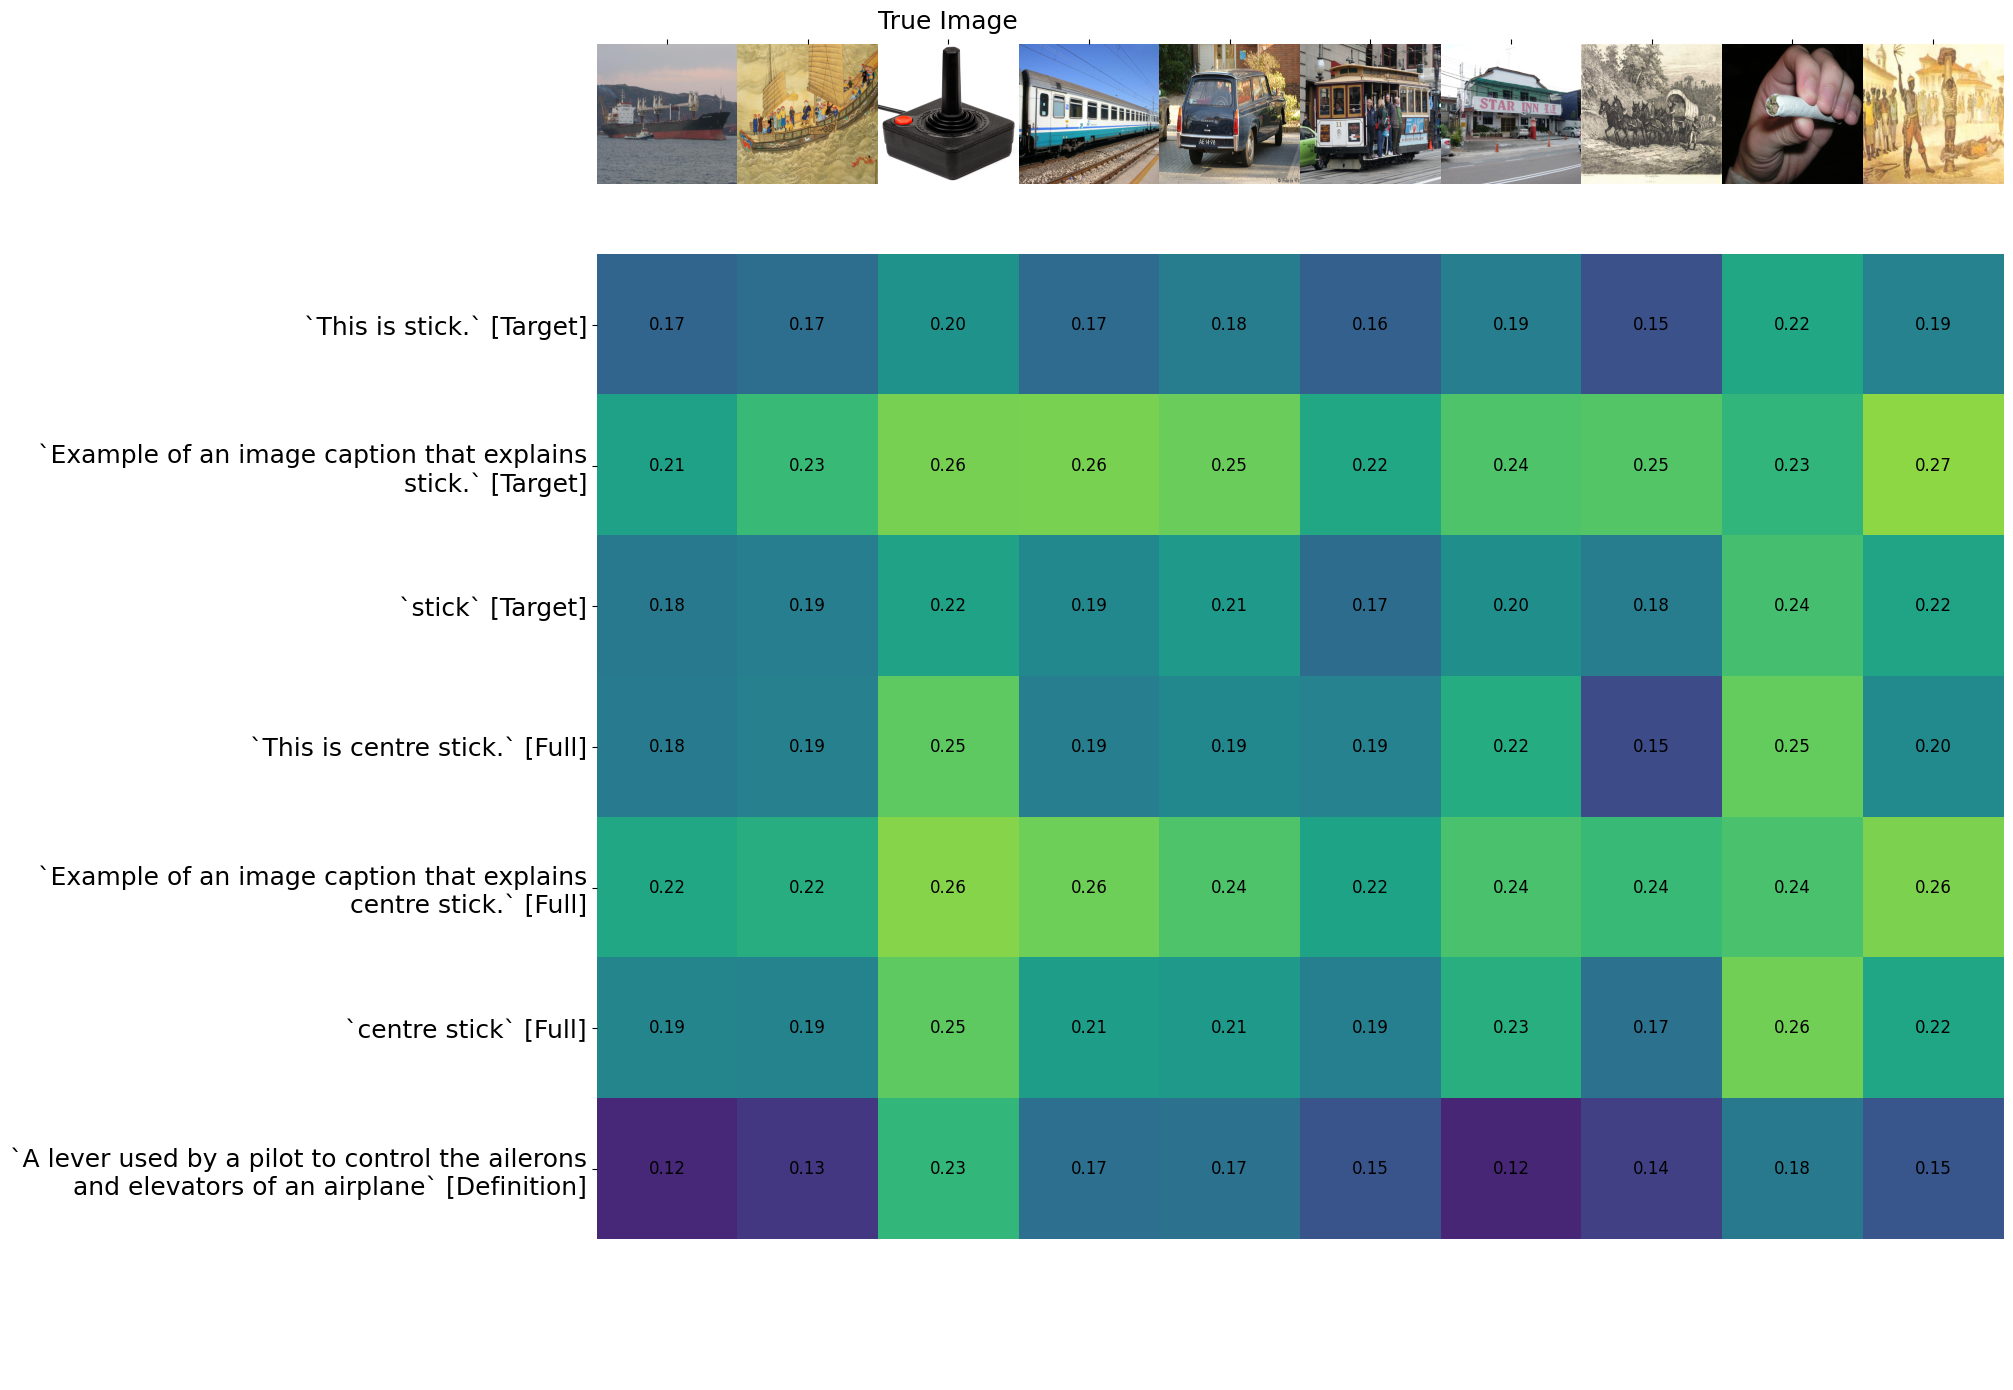 True Image
STAR INN
`This is stick.` [Target]
0.17 0.17 0.20 0.17 0.18 0.16 0.19 0.15 0.22 0.19
`Example of an image caption that explains
stick.` [Target]
0.21 0.23 0.26 0.26 0.25 0.22 0.24 0.25 0.23 0.27
`stick` [Target]
0.18 0.19 0.22 0.19 0.21 0.17 0.20 0.18 0.24 0.22
`This is centre stick.` [Full]
0.18 0.19 0.25 0.19 0.19 0.19 0.22 0.15 0.25 0.20
`Example of an image caption that explains
centre stick.` [Full]
0.22 0.22 0.26 0.26 0.24 0.22 0.24 0.24 0.24 0.26
`centre stick` [Full]
0.19 0.19 0.25 0.21 0.21 0.19 0.23 0.17 0.26 0.22
`A lever used by a pilot to control the ailerons
and elevators of an airplane` [Definition]
0.12 0.13 0.23 0.17 0.17 0.15 0.12 0.14 0.18 0.15